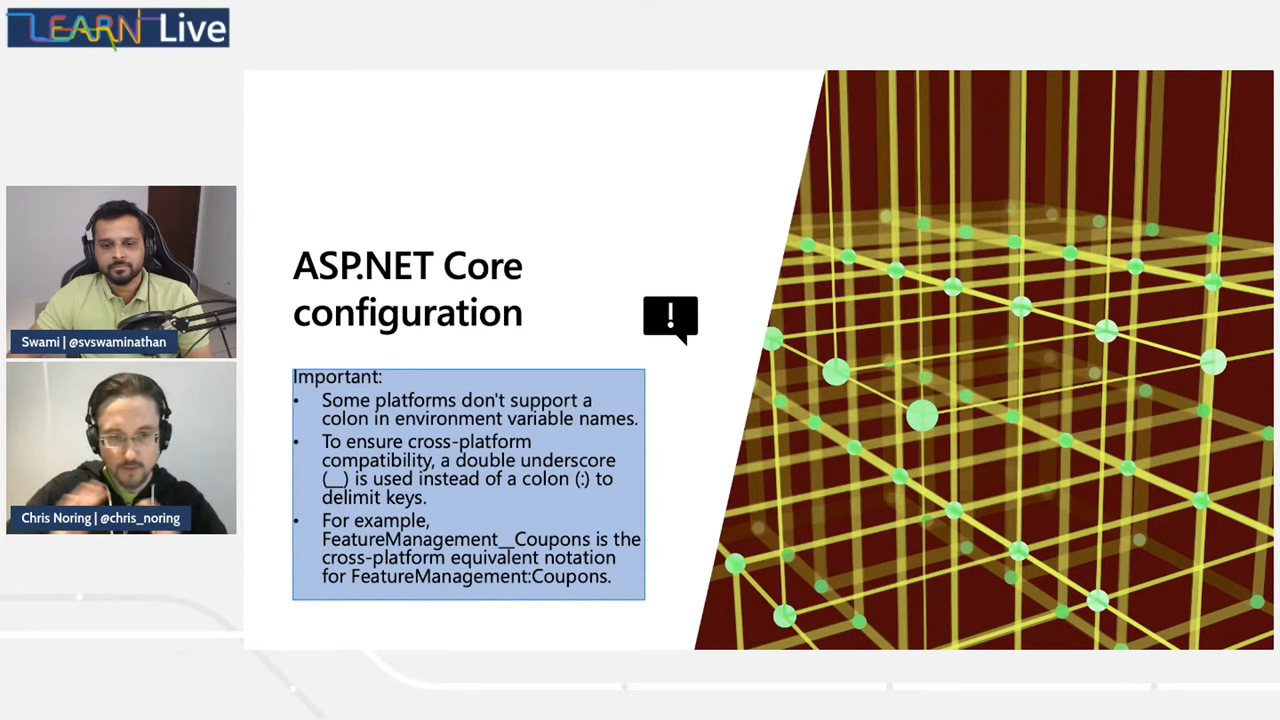 LEARN Live
Swami | @svswaminathan
Chris Noring | @chris_noring
ASP.NET Core
configuration
!
Important:
• Some platforms don't support a
colon in environment variable names.
• To ensure cross-platform
compatibility, a double underscore
(__) is used instead of a colon (:) to
delimit keys.
• For example,
FeatureManagement__Coupons is the
cross-platform equivalent notation
for FeatureManagement:Coupons.